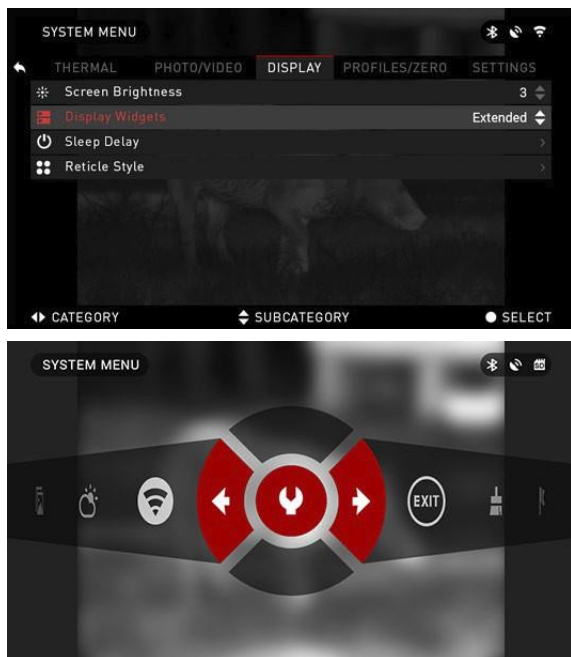 SYSTEM MENU
THERMAL PHOTO/VIDEO DISPLAY PROFILES/ZERO SETTINGS
Screen Brightness 3
Display Widgets Extended
Sleep Delay
Reticle Style
CATEGORY SUBCATEGORY SELECT
SYSTEM MENU
SD
EXIT